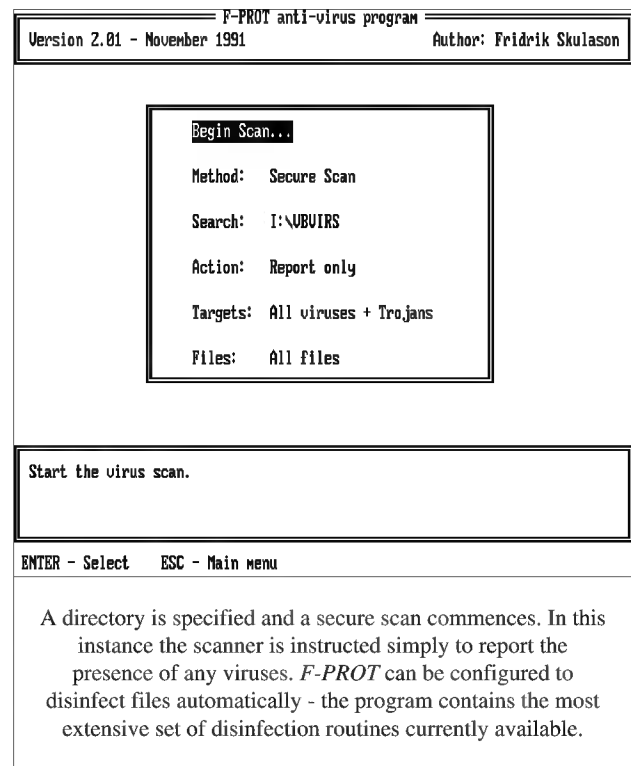 F-PROT anti-virus program
Version 2.01 - November 1991 Author: Fridrik Skulason
Begin Scan...
Method: Secure Scan
Search: I:\VBVIRS
Action: Report only
Targets: All viruses + Trojans
Files: All files
Start the virus scan.
ENTER - Select ESC - Main menu
A directory is specified and a secure scan commences. In this
instance the scanner is instructed simply to report the
presence of any viruses. F-PROT can be configured to
disinfect files automatically - the program contains the most
extensive set of disinfection routines currently available.